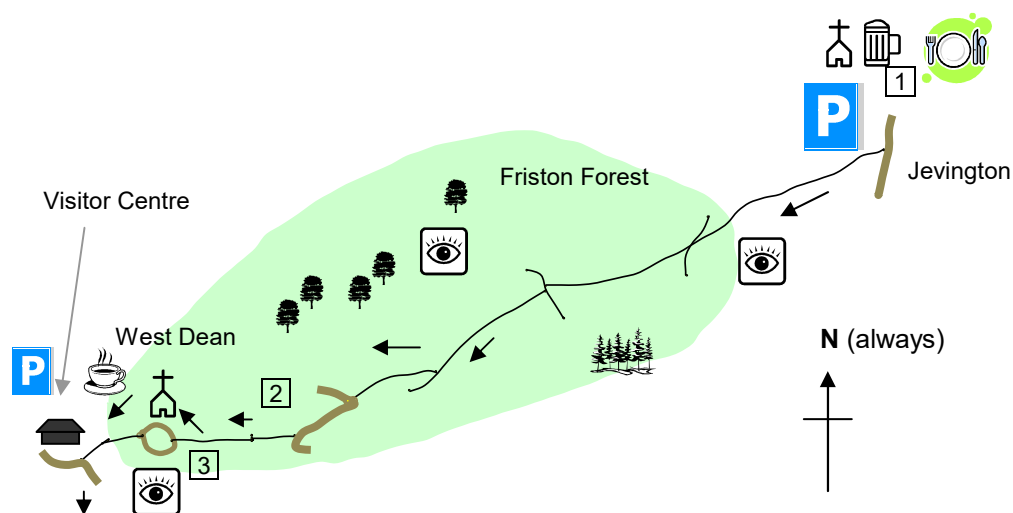 1
P
Friston Forest
Jevington
Visitor Centre
West Dean
N (always)
P
2
3